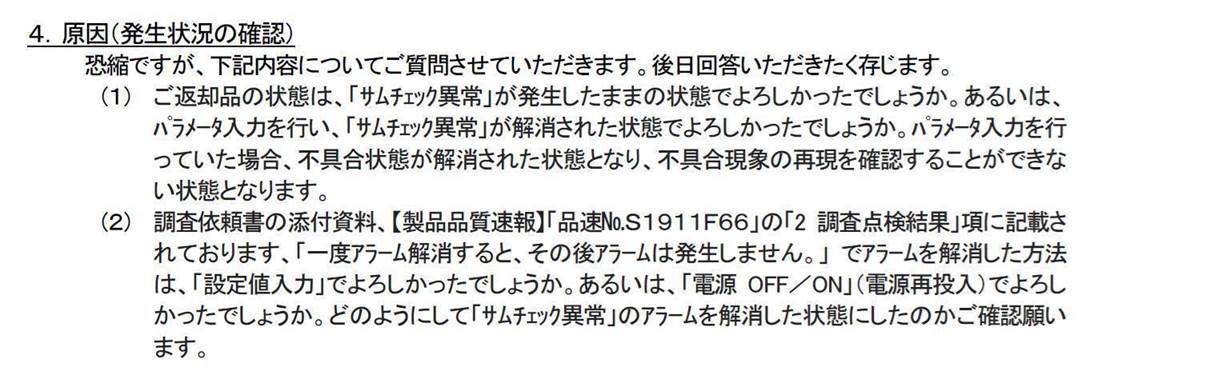 ４．原因（発生状況の確認）
恐縮ですが、下記内容についてご質問させていただきます。後日回答いただきたく存じます。
（１） ご返却品の状態は、「サムチェック異常」が発生したままの状態でよろしかったでしょうか。あるいは、
ﾊﾟﾗﾒｰﾀ入力を行い、「サムチェック異常」が解消された状態でよろしかったでしょうか。ﾊﾟﾗﾒｰﾀ入力を行
っていた場合、不具合状態が解消された状態となり、不具合現象の再現を確認することができな
い状態となります。
（２） 調査依頼書の添付資料、【製品品質速報】「品速№Ｓ１９１１Ｆ６６」の「２ 調査点検結果」項に記載さ
れております、「一度ｱﾗｰﾑ解消すると、その後ｱﾗｰﾑは発生しません。」 でｱﾗｰﾑを解消した方法
は、「設定値入力」でよろしかったでしょうか。あるいは、「電源 OFF／ON」（電源再投入）でよろし
かったでしょうか。どのようにして「サムチェック異常」のｱﾗｰﾑを解消した状態にしたのかご確認願い
ます。